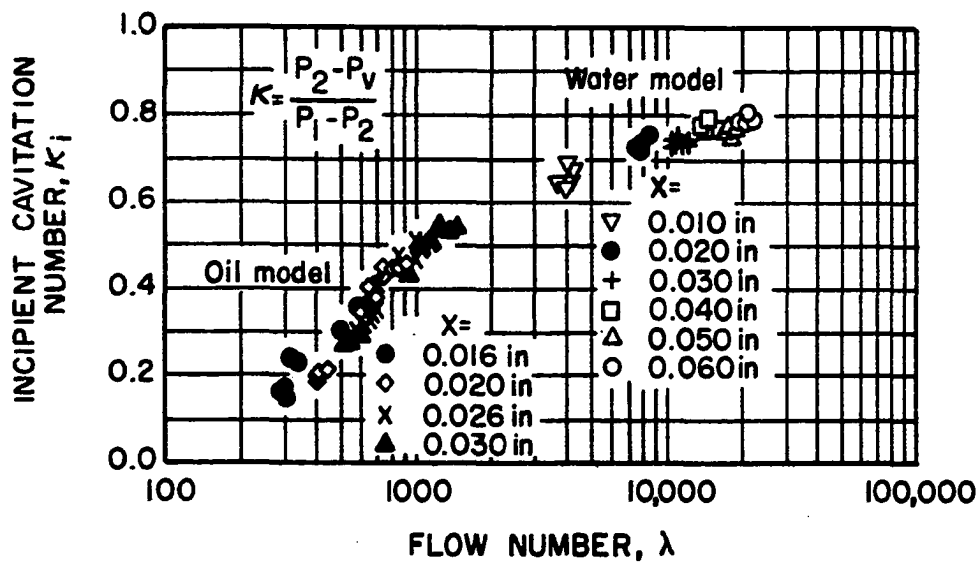 INCIPIENT CAVITATION
NUMBER, κi
1.0
0.8
0.6
0.4
0.2
0.0
κ= P2-Pv
P1-P2
Water model
X=
▽ 0.010 in
● 0.020 in
+ 0.030 in
□ 0.040 in
△ 0.050 in
○ 0.060 in
Oil model
X=
● 0.016 in
◇ 0.020 in
× 0.026 in
▲ 0.030 in
100
1000
10,000
100,000
FLOW NUMBER, λ